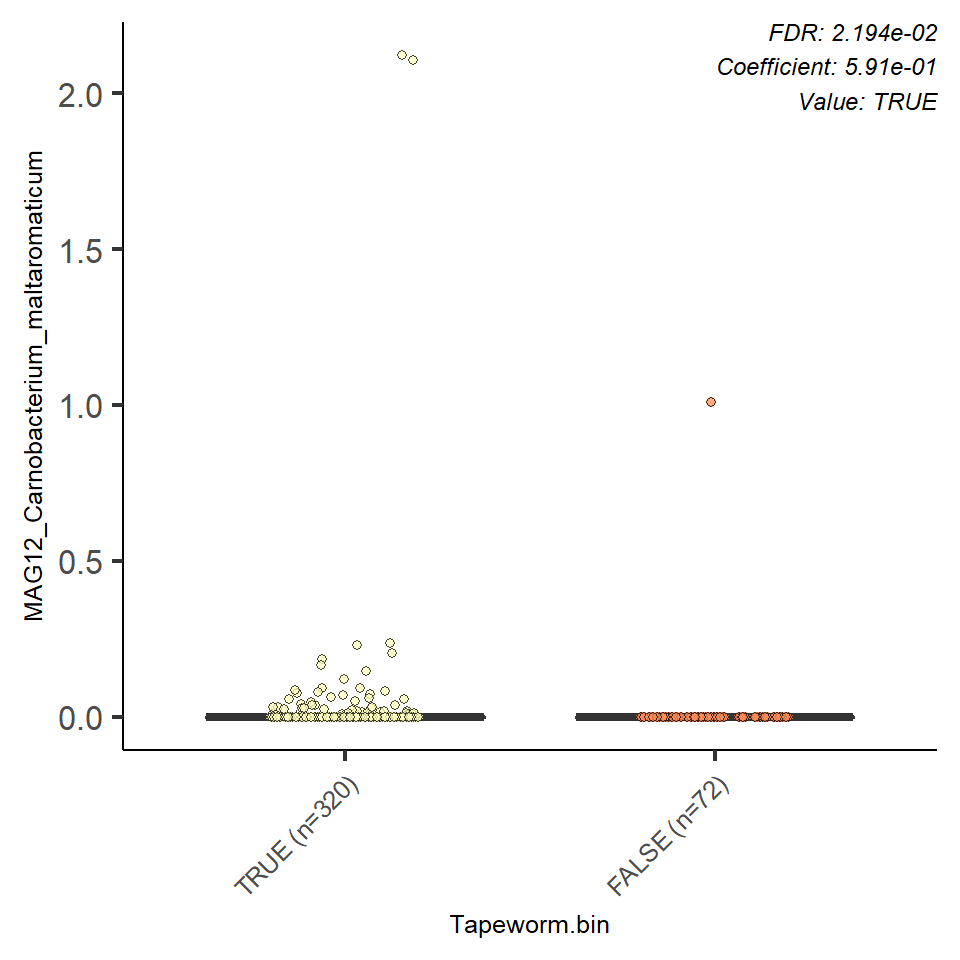 FDR: 2.194e-02
Coefficient: 5.91e-01
Value: TRUE
MAG12_Carnobacterium_maltaromaticum
2.0
1.5
1.0
0.5
0.0
TRUE (n=320)
FALSE (n=72)
Tapeworm.bin